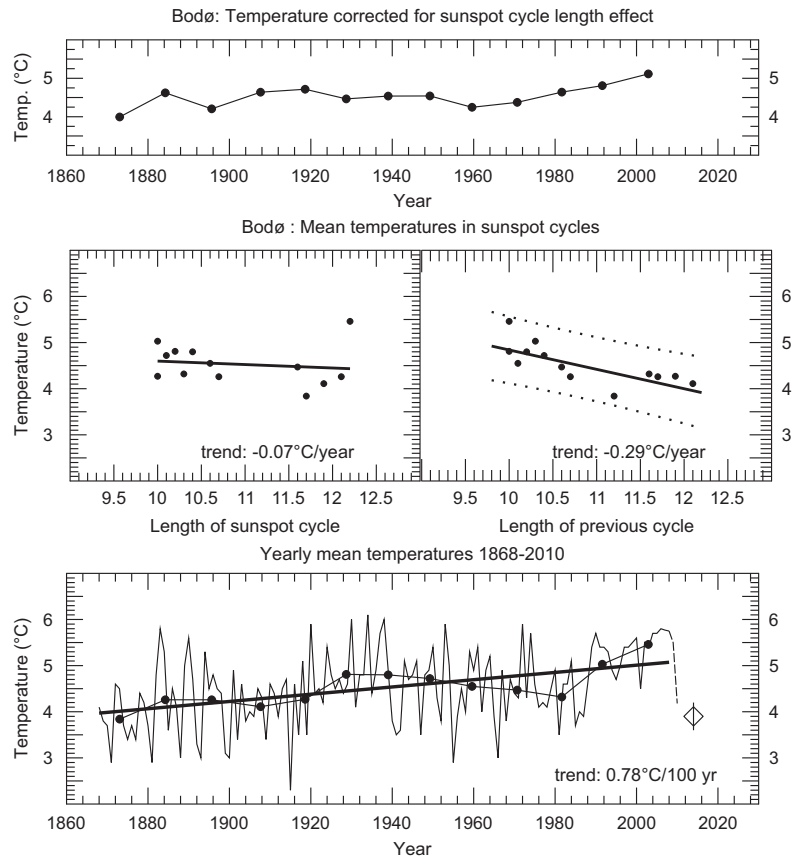 Bodø: Temperature corrected for sunspot cycle length effect
Temp. (°C)
5
4
5
4
1860 1880 1900 1920 1940 1960 1980 2000 2020
Year
Bodø : Mean temperatures in sunspot cycles
Temperature (°C)
6
5
4
3
6
5
4
3
trend: -0.07°C/year
trend: -0.29°C/year
9.5 10 10.5 11 11.5 12 12.5
9.5 10 10.5 11 11.5 12 12.5
Length of sunspot cycle
Length of previous cycle
Yearly mean temperatures 1868-2010
Temperature (°C)
6
5
4
3
6
5
4
3
trend: 0.78°C/100 yr
1860 1880 1900 1920 1940 1960 1980 2000 2020
Year